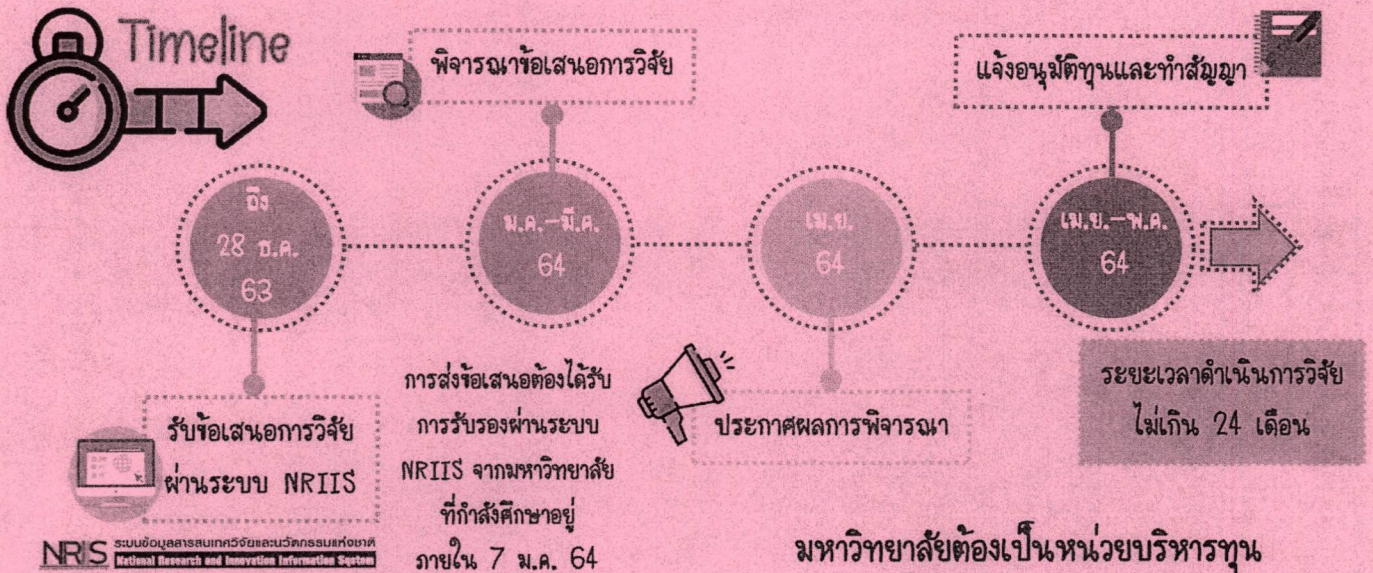 Timeline
พิจารณาข้อเสนอการวิจัย
แจ้งอนุมัติทุนและทำสัญญา
ถึง
28 ธ.ค.
63
ม.ค.-มี.ค.
64
เม.ย.
64
เม.ย.-พ.ค.
64
รับข้อเสนอการวิจัย
ผ่านระบบ NRIIS
การส่งข้อเสนอต้องได้รับ
การรับรองผ่านระบบ
NRIIS จากมหาวิทยาลัย
ที่กำลังศึกษาอยู่
ภายใน 7 ม.ค. 64
ประกาศผลการพิจารณา
ระยะเวลาดำเนินการวิจัย
ไม่เกิน 24 เดือน
NRIIS ระบบข้อมูลสารสนเทศวิจัยและนวัตกรรมแห่งชาติ
National Research and Innovation Information System
มหาวิทยาลัยต้องเป็นหน่วยบริหารทุน